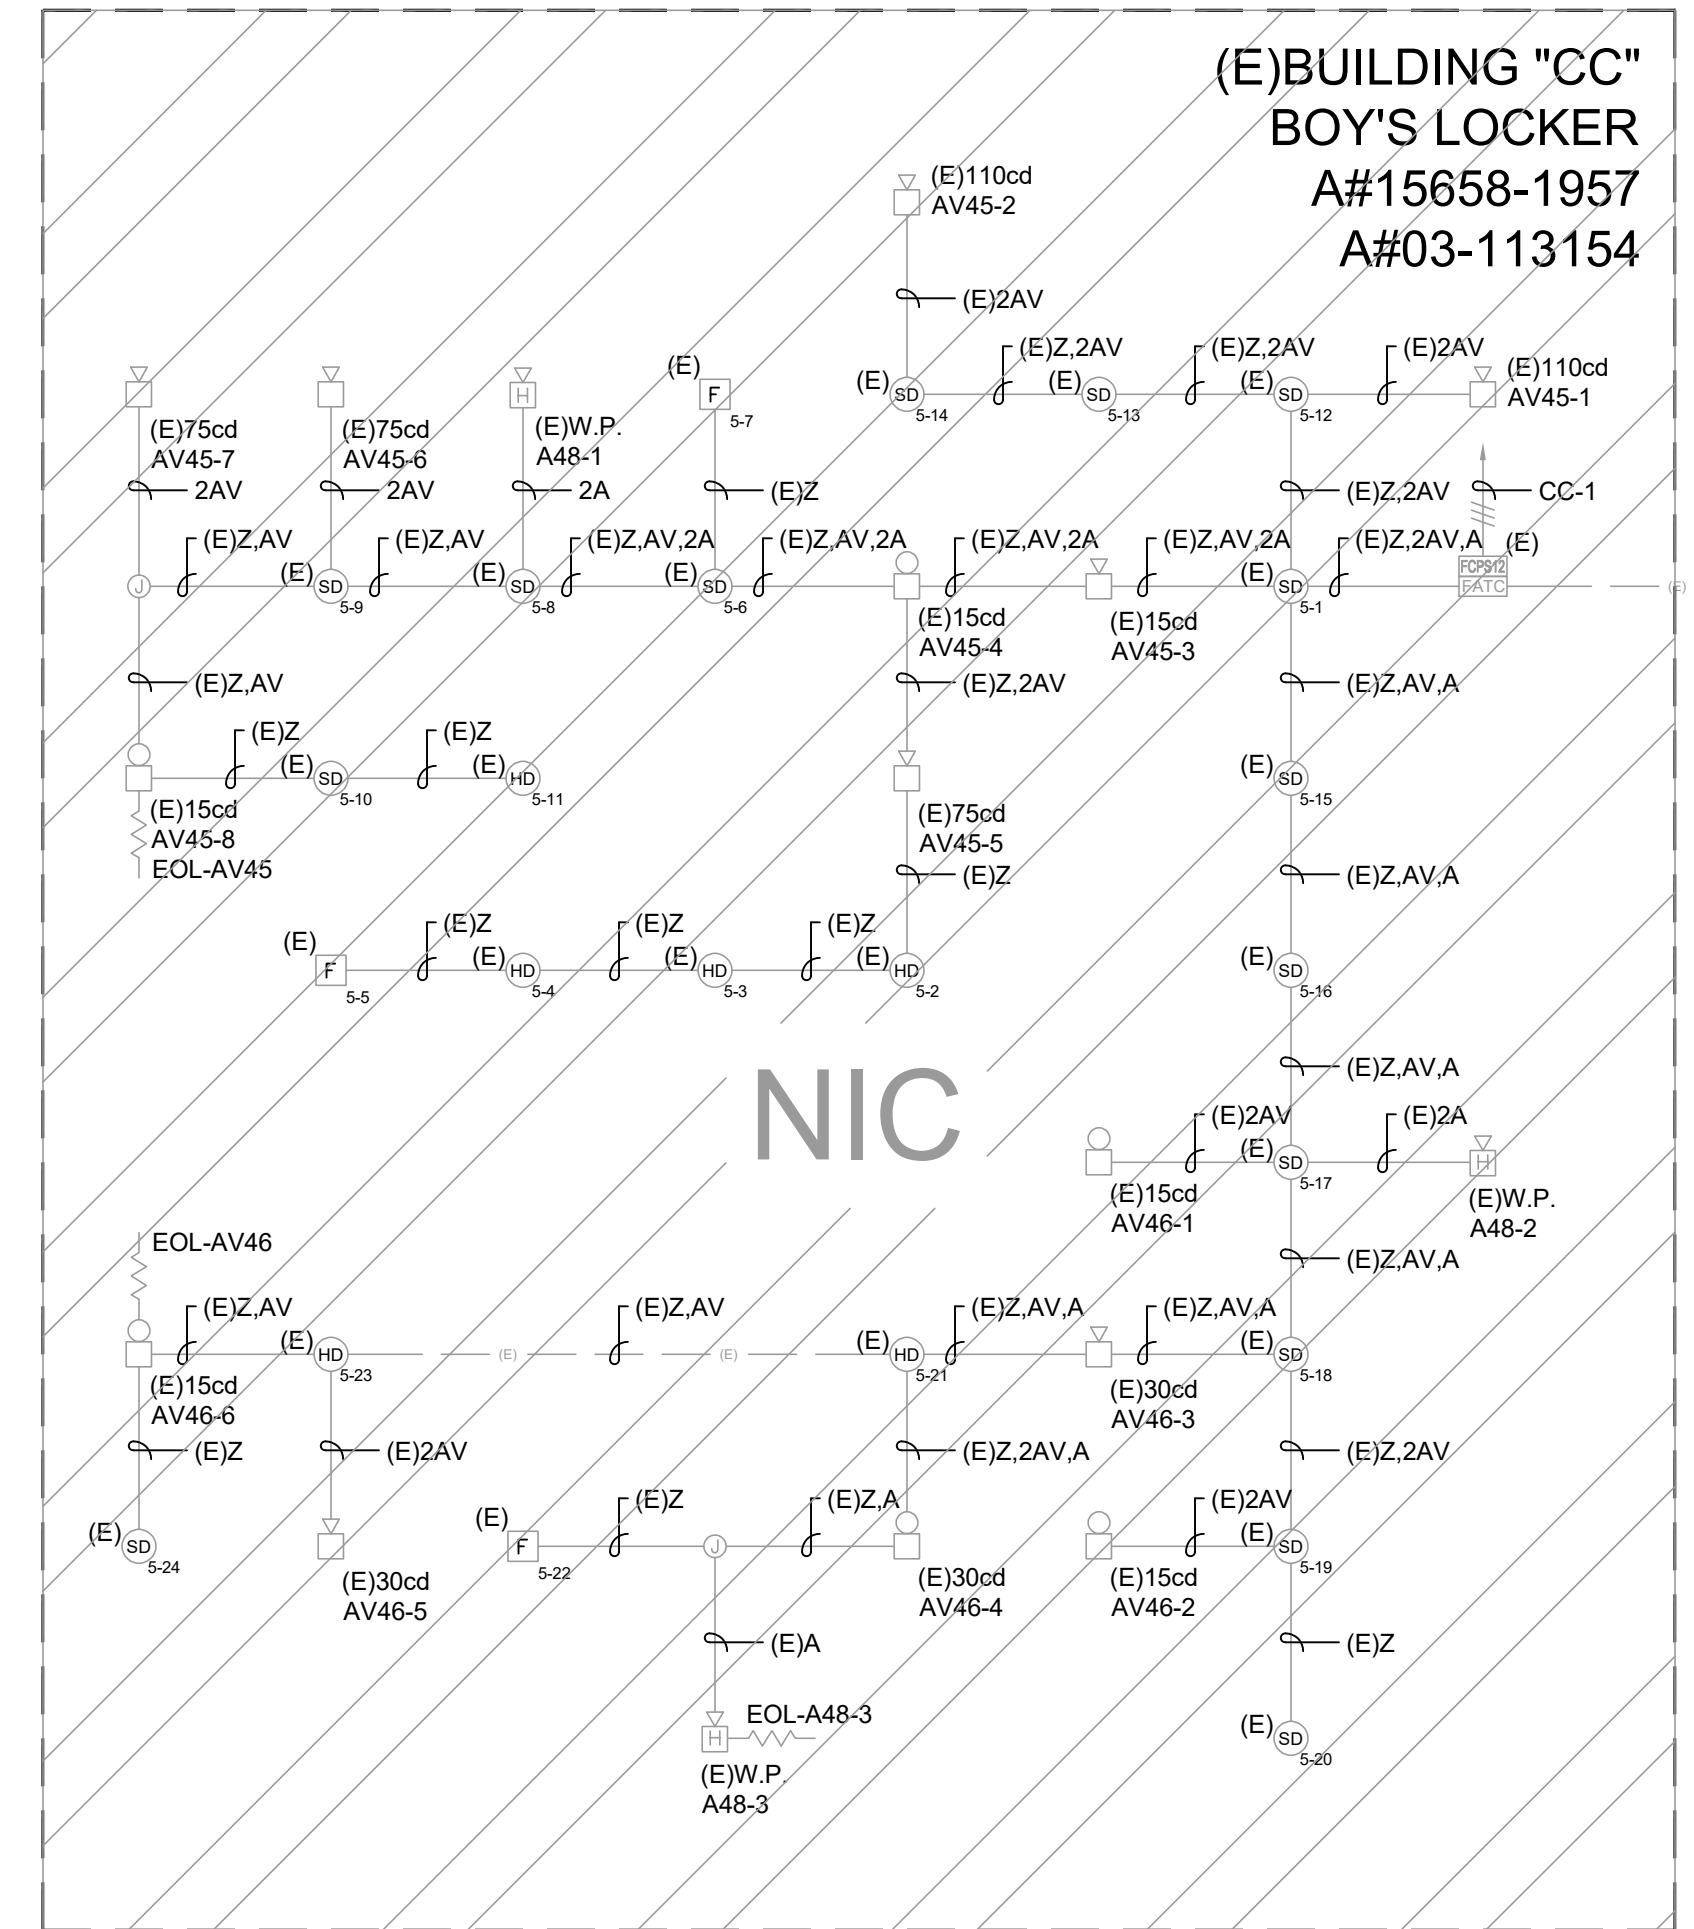 (E)BUILDING "CC"
BOY'S LOCKER
A#15658-1957
A#03-113154
(E)110cd
AV45-2
(E)2AV
(E)Z,2AV
(E)Z,2AV
(E)2AV
(E)
F
5-7
(E)
SD
5-14
(E)
SD
5-13
(E)
SD
5-12
(E)110cd
AV45-1
H
(E)75cd
AV45-7
(E)75cd
AV45-6
(E)W.P.
A48-1
2AV
2AV
2A
(E)Z
(E)Z,2AV
CC-1
(E)Z,AV
(E)Z,AV
(E)Z,AV,2A
(E)Z,AV,2A
(E)Z,AV,2A
(E)Z,AV,2A
(E)Z,2AV,A
(E)
J
(E)
SD
5-9
(E)
SD
5-8
(E)
SD
5-6
(E)
SD
5-1
FCPS12
FATC
(E)
(E)15cd
AV45-4
(E)15cd
AV45-3
(E)Z,AV
(E)Z,2AV
(E)Z,AV,A
(E)Z
(E)Z
(E)
SD
5-10
(E)
HD
5-11
(E)
SD
5-15
(E)15cd
AV45-8
EOL-AV45
(E)75cd
AV45-5
(E)Z
(E)Z,AV,A
(E)Z
(E)Z
(E)Z
(E)
F
5-5
(E)
HD
5-4
(E)
HD
5-3
(E)
HD
5-2
(E)
SD
5-16
NIC
(E)Z,AV,A
(E)2AV
(E)2A
(E)
SD
5-17
H
(E)15cd
AV46-1
(E)W.P.
A48-2
EOL-AV46
(E)Z,AV,A
(E)Z,AV
(E)Z,AV
(E)Z,AV,A
(E)Z,AV,A
(E)
HD
5-23
(E)
(E)
(E)
HD
5-21
(E)
SD
5-18
(E)15cd
AV46-6
(E)30cd
AV46-3
(E)Z
(E)2AV
(E)Z,2AV,A
(E)Z,2AV
(E)Z
(E)Z,A
(E)2AV
(E)
SD
5-24
(E)
F
5-22
J
(E)
SD
5-19
(E)30cd
AV46-5
(E)30cd
AV46-4
(E)15cd
AV46-2
(E)A
(E)Z
EOL-A48-3
H
(E)
SD
5-20
(E)W.P.
A48-3